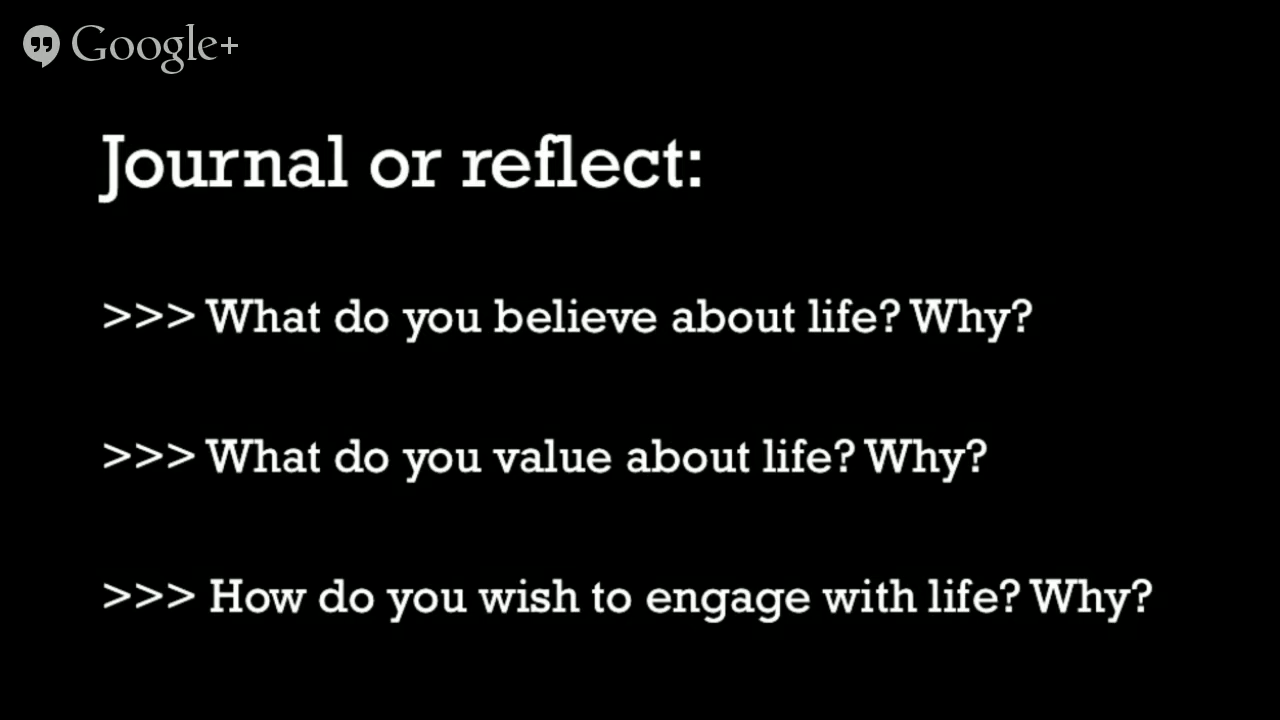 Google+
Journal or reflect:
>>> What do you believe about life? Why?
>>> What do you value about life? Why?
>>> How do you wish to engage with life? Why?